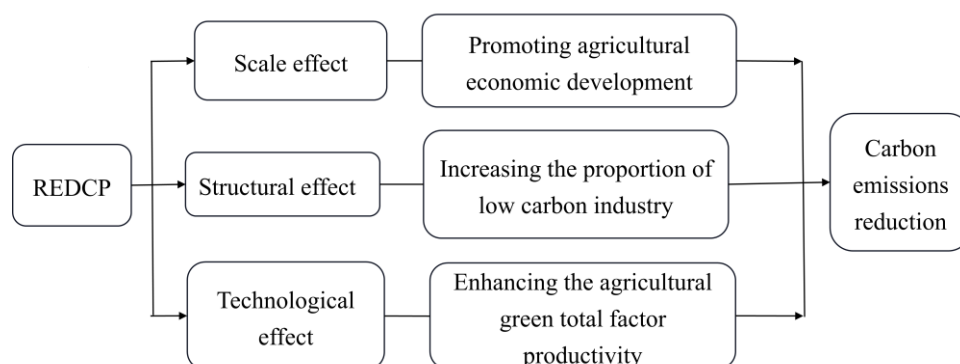 REDCP
Scale effect
Promoting agricultural
economic development
Structural effect
Increasing the proportion of
low carbon industry
Technological
effect
Enhancing the agricultural
green total factor
productivity
Carbon
emissions
reduction